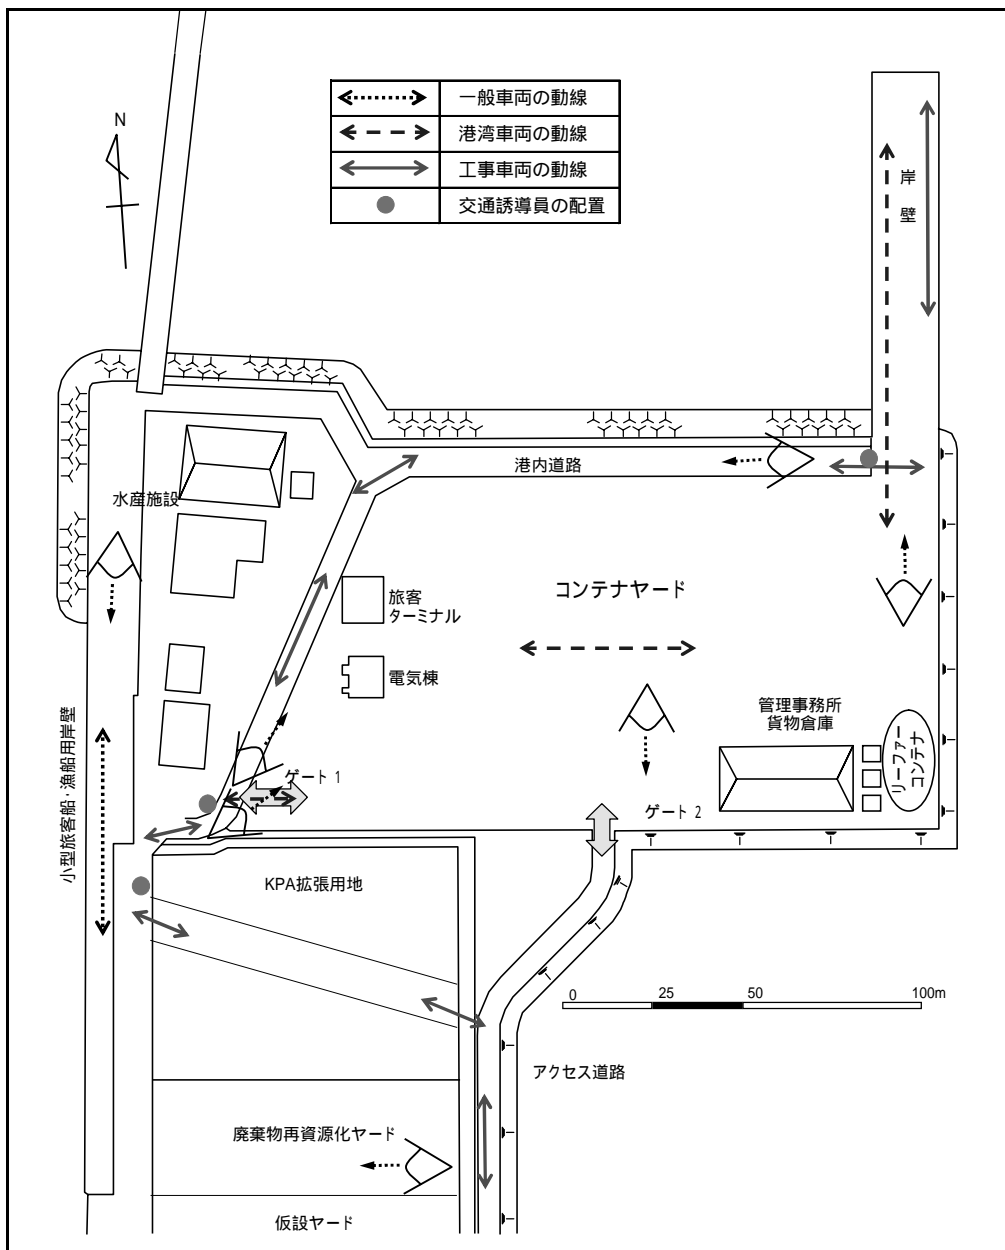 一般車両の動線
N
港湾車両の動線
工事車両の動線
交通誘導員の配置
岸壁
港内道路
水産施設
コンテナヤード
旅客
ターミナル
電気棟
管理事務所
貨物倉庫
リーファー
コンテナ
小型旅客船・漁船用岸壁
ゲート 1
ゲート 2
KPA拡張用地
0 25 50 100m
アクセス道路
廃棄物再資源化ヤード
仮設ヤード